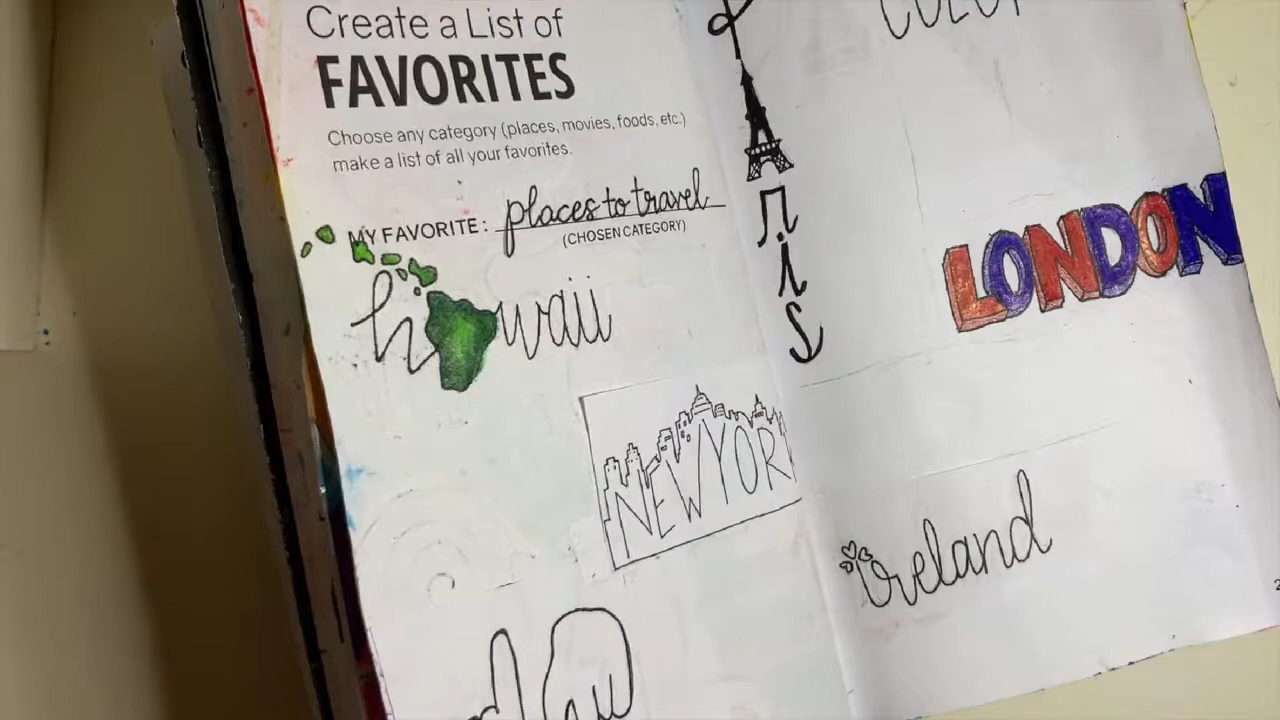 Create a List of
FAVORITES
Choose any category (places, movies, foods, etc.)
make a list of all your favorites.
MY FAVORITE: places to travel
(CHOSEN CATEGORY)
hawaii
NEW YORK
LONDON
ireland